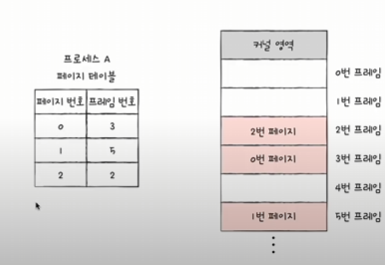 프로세스 A
페이지 테이블
페이지 번호 프레임 번호
0 3
1 5
2 2
커널 영역
0번 프레임
1번 프레임
2번 페이지 2번 프레임
0번 페이지 3번 프레임
4번 프레임
1번 페이지 5번 프레임